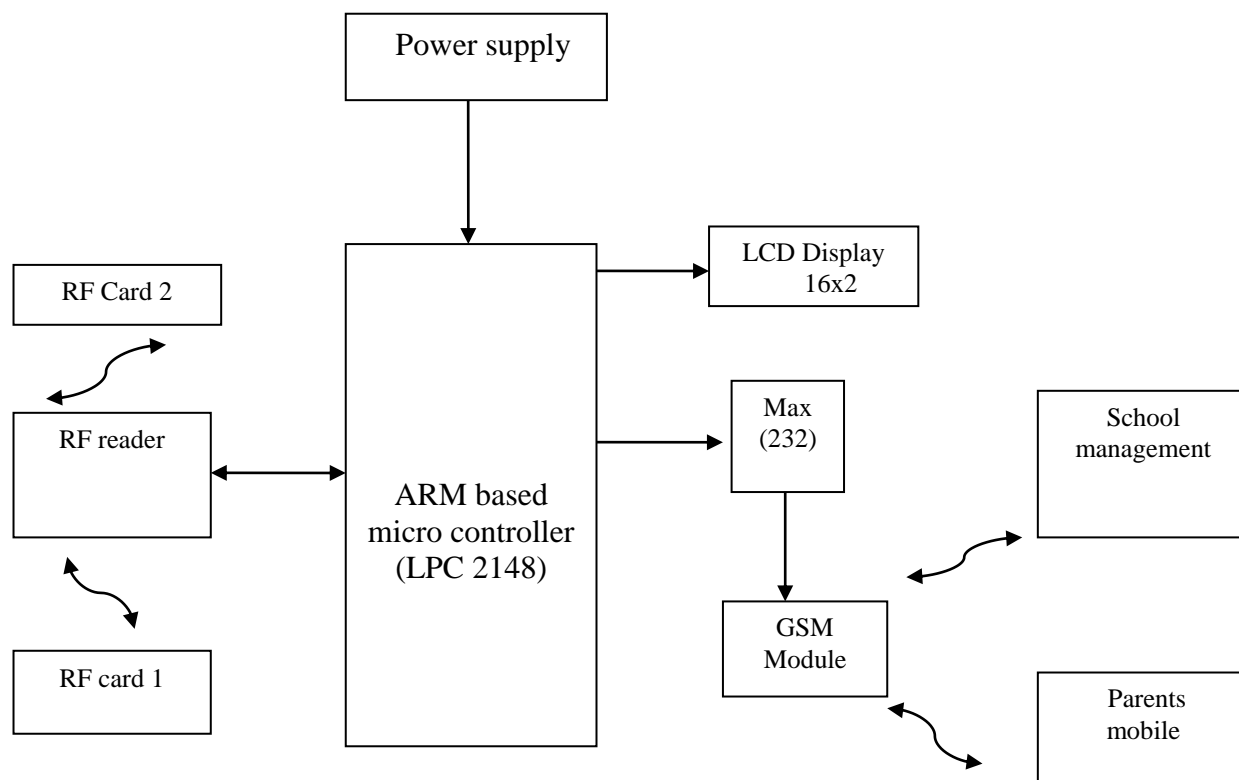 Power supply
LCD Display
16x2
RF Card 2
Max
(232)
School
management
RF reader
ARM based
micro controller
(LPC 2148)
GSM
Module
RF card 1
Parents
mobile